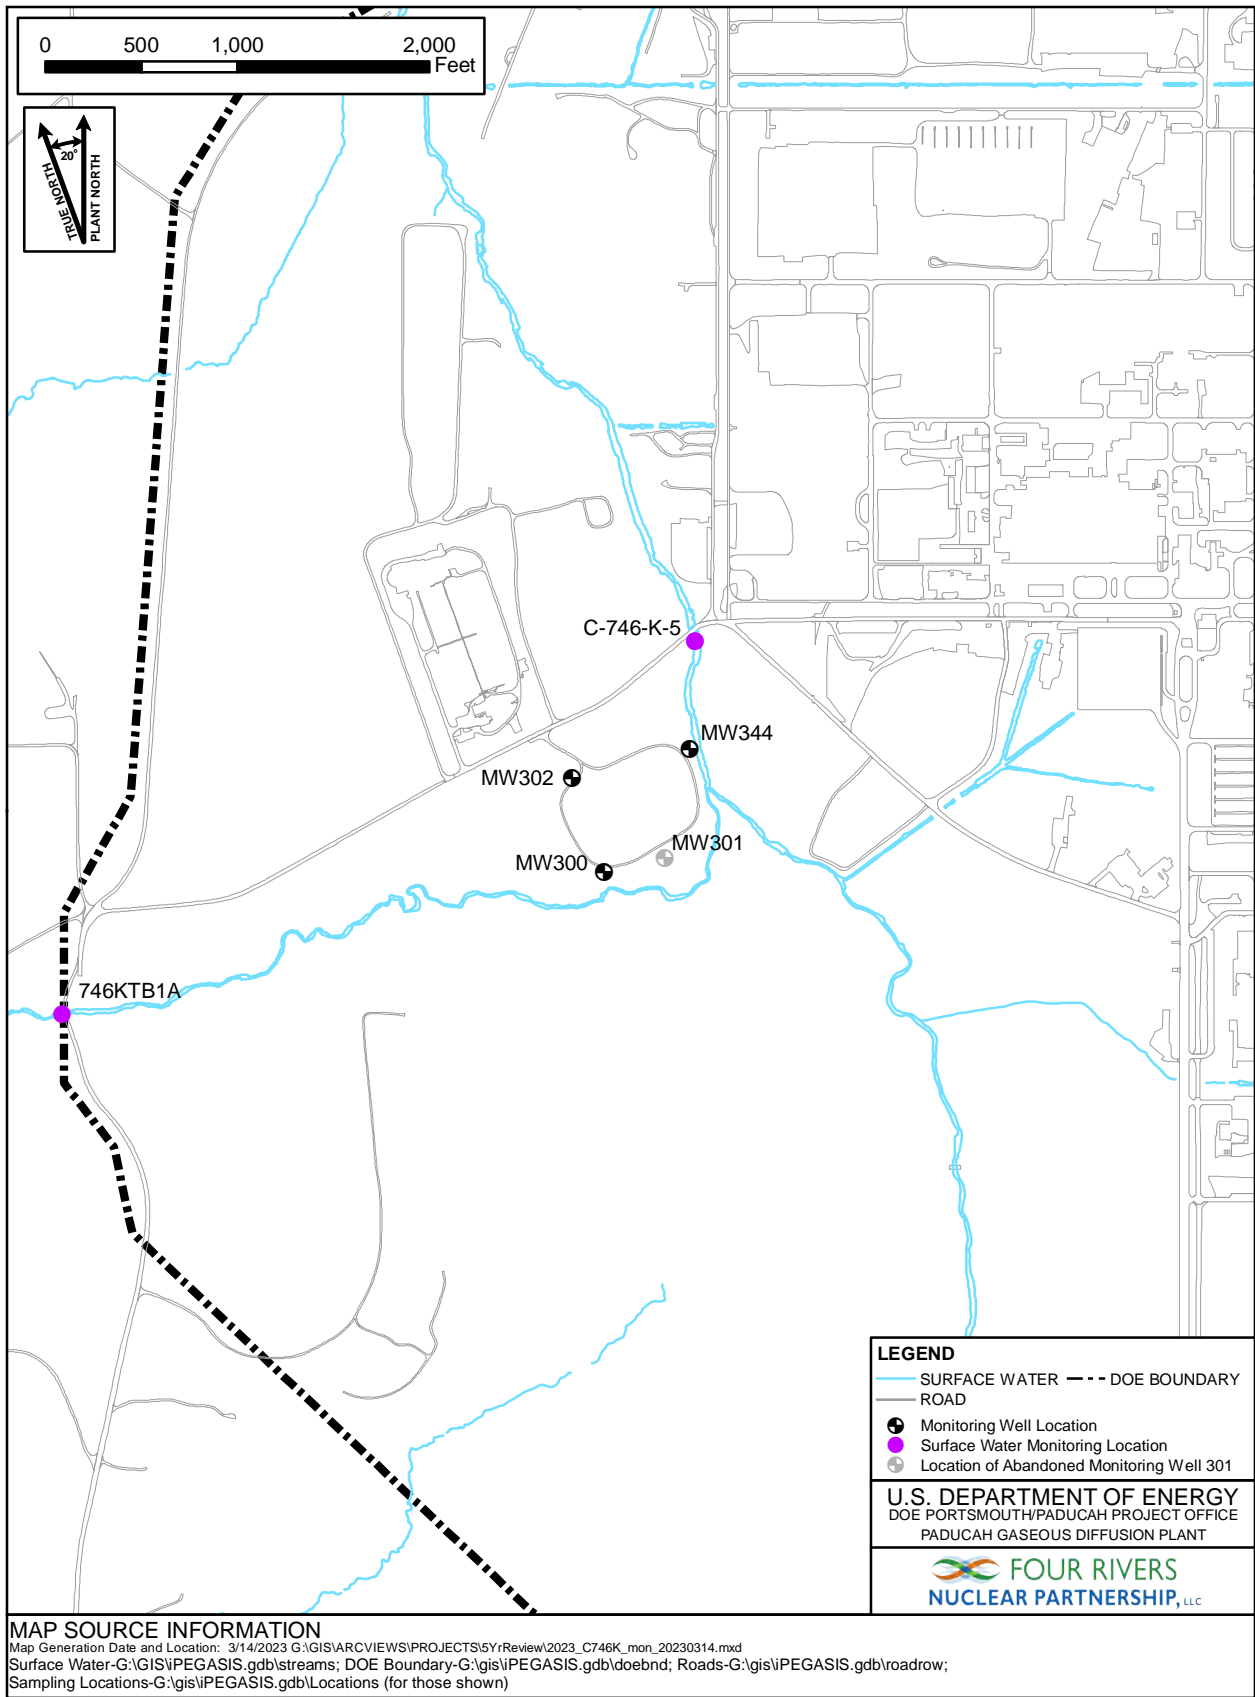 0 500 1,000 2,000
Feet
20°
TRUE NORTH
PLANT NORTH
C-746-K-5
MW344
MW302
MW301
MW300
746KTB1A
LEGEND
SURFACE WATER DOE BOUNDARY
ROAD
Monitoring Well Location
Surface Water Monitoring Location
Location of Abandoned Monitoring Well 301
U.S. DEPARTMENT OF ENERGY
DOE PORTSMOUTH/PADUCAH PROJECT OFFICE
PADUCAH GASEOUS DIFFUSION PLANT
FOUR RIVERS
NUCLEAR PARTNERSHIP, LLC
MAP SOURCE INFORMATION
Map Generation Date and Location: 3/14/2023 G:\GIS\ARCVIEWS\PROJECTS\5YrReview\2023_C746K_mon_20230314.mxd
Surface Water-G:\GIS\iPEGASIS.gdb\streams; DOE Boundary-G:\gis\iPEGASIS.gdb\doebnd; Roads-G:\gis\iPEGASIS.gdb\roadrow;
Sampling Locations-G:\gis\iPEGASIS.gdb\Locations (for those shown)